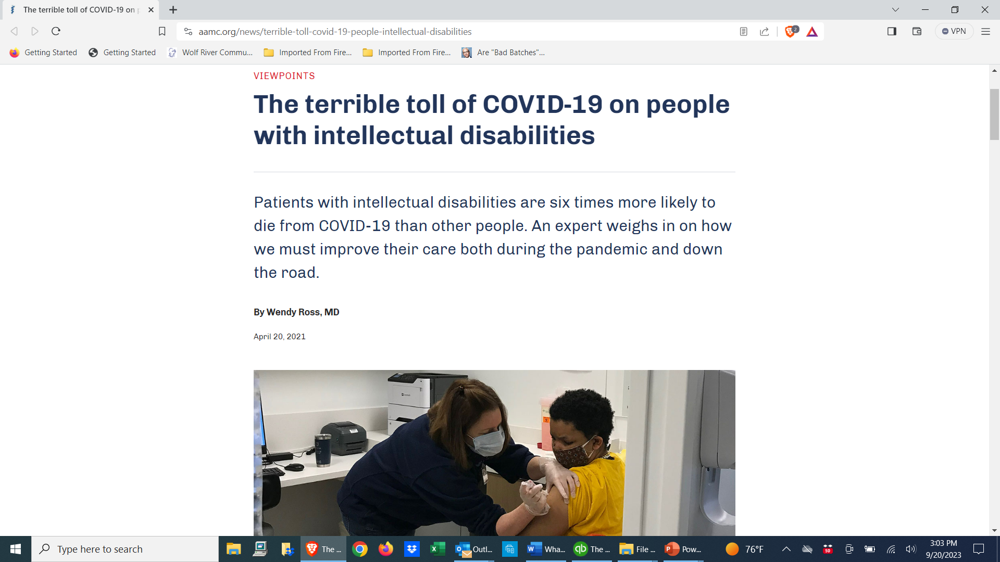 The terrible toll of COVID-19 on p
aamc.org/news/terrible-toll-covid-19-people-intellectual-disabilities
2
VPN
Getting Started
Getting Started
Wolf River Commu...
Imported From Fire...
Imported From Fire...
Are "Bad Batches"...
VIEWPOINTS
The terrible toll of COVID-19 on people
with intellectual disabilities
Patients with intellectual disabilities are six times more likely to
die from COVID-19 than other people. An expert weighs in on how
we must improve their care both during the pandemic and down
the road.
By Wendy Ross, MD
April 20, 2021
Type here to search
The ...
Outl...
Wha...
The ...
File ...
Pow...
76°F
50
3:03 PM
9/20/2023